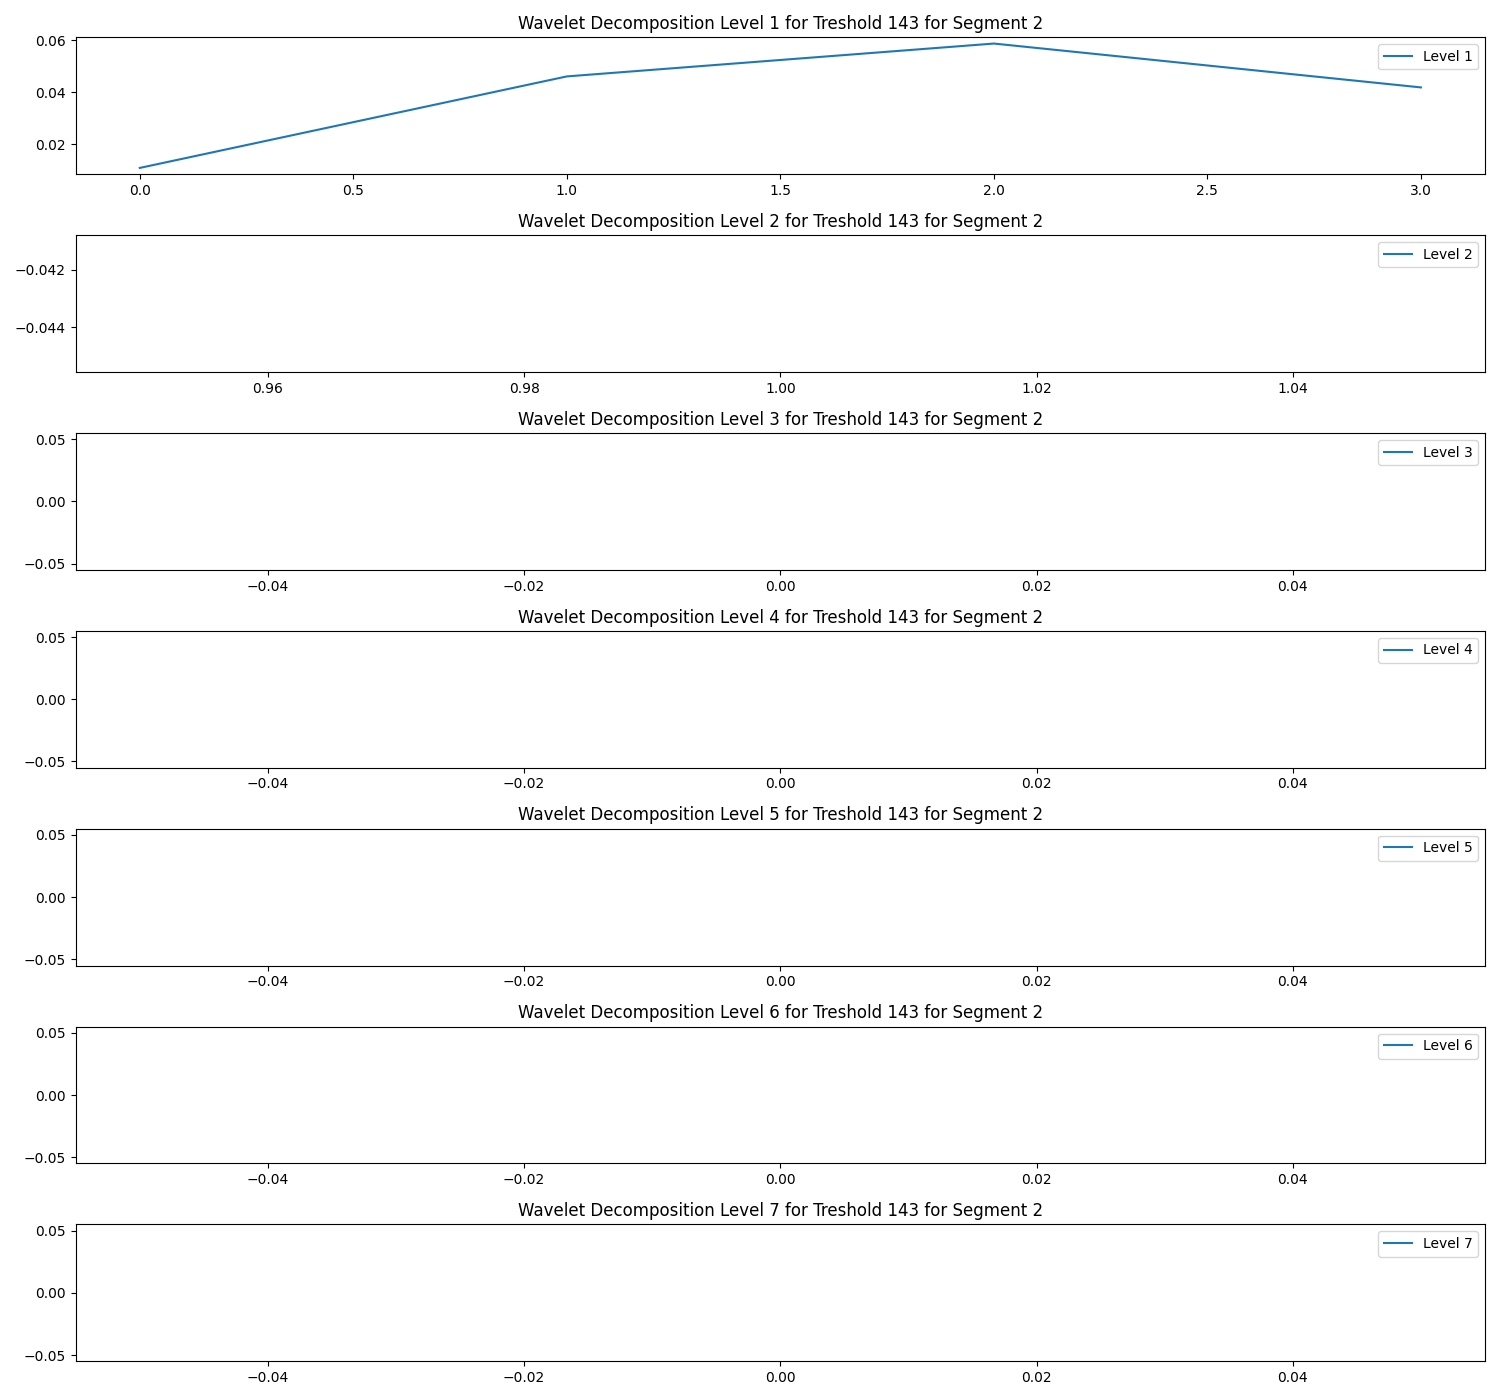 Wavelet Decomposition Level 1 for Treshold 143 for Segment 2
0.06
0.04
0.02
Level 1
0.0 0.5 1.0 1.5 2.0 2.5 3.0
Wavelet Decomposition Level 2 for Treshold 143 for Segment 2
−0.042
−0.044
Level 2
0.96 0.98 1.00 1.02 1.04
Wavelet Decomposition Level 3 for Treshold 143 for Segment 2
0.05
0.00
−0.05
Level 3
−0.04 −0.02 0.00 0.02 0.04
Wavelet Decomposition Level 4 for Treshold 143 for Segment 2
0.05
0.00
−0.05
Level 4
−0.04 −0.02 0.00 0.02 0.04
Wavelet Decomposition Level 5 for Treshold 143 for Segment 2
0.05
0.00
−0.05
Level 5
−0.04 −0.02 0.00 0.02 0.04
Wavelet Decomposition Level 6 for Treshold 143 for Segment 2
0.05
0.00
−0.05
Level 6
−0.04 −0.02 0.00 0.02 0.04
Wavelet Decomposition Level 7 for Treshold 143 for Segment 2
0.05
0.00
−0.05
Level 7
−0.04 −0.02 0.00 0.02 0.04